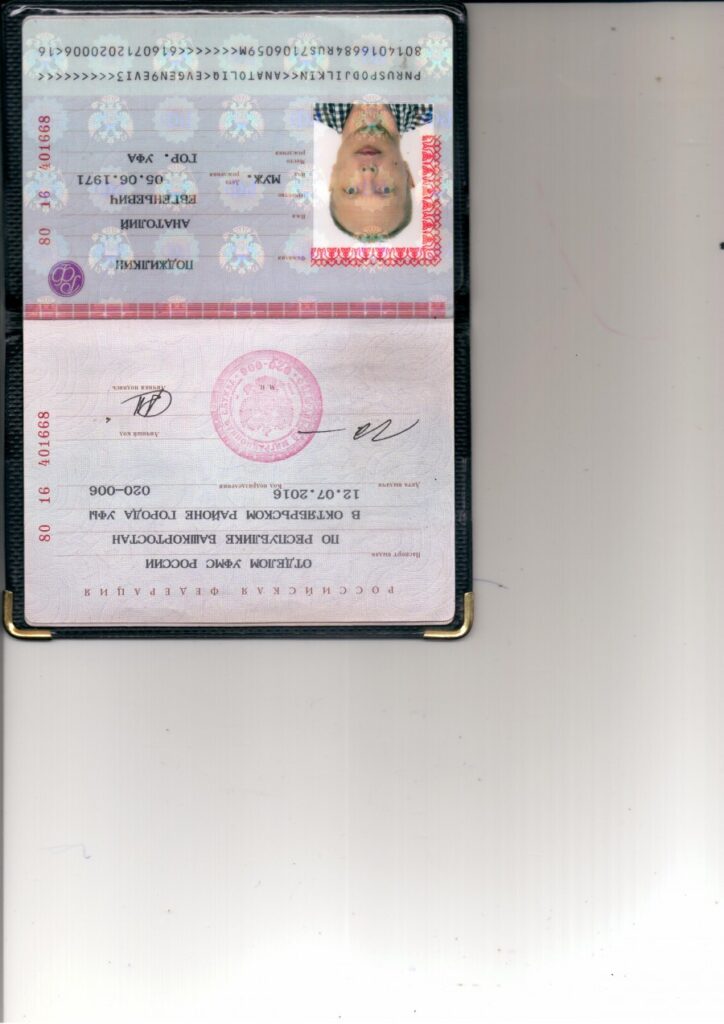 РОССИЙСКАЯ ФЕДЕРАЦИЯ
Паспорт выдан
ОТДЕЛОМ УФМС РОССИИ
ПО РЕСПУБЛИКЕ БАШКОРТОСТАН
В ОКТЯБРЬСКОМ РАЙОНЕ ГОРОДА УФЫ
Дата выдачи 12.07.2016 Код подразделения 020-006
Личный код
Личная подпись
М. П.
80 16 401668
Фамилия ПОДЖИЛКИН
Имя АНАТОЛИЙ
Отчество ЕВГЕНЬЕВИЧ
Пол МУЖ. Дата рождения 05.06.1971
Место рождения ГОР. УФА
80 16 401668
PNRUSPODJILKIN<<ANATOLIQ<EVGEN9EVI3<<<<<<<<<
8014016684RUS7106059M<<<<<<<6160712020006<16